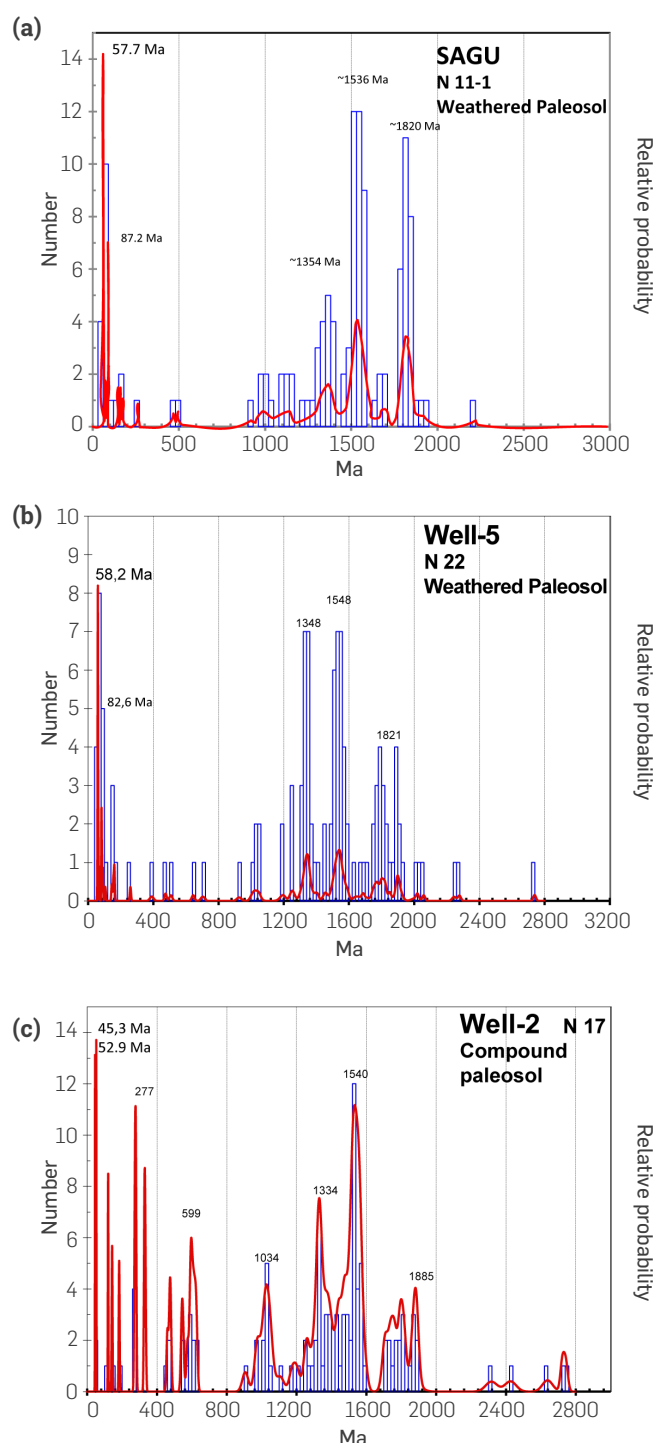 (a)
57.7 Ma
SAGU
N 11-1
Weathered Paleosol
~1536 Ma
~1820 Ma
87.2 Ma
~1354 Ma
Number
Relative probability
14
12
10
8
6
4
2
0
0 500 1000 1500 2000 2500 3000
Ma
(b)
58,2 Ma
Well-5
N 22
Weathered Paleosol
1348
1548
82,6 Ma
1821
Number
Relative probability
10
9
8
7
6
5
4
3
2
1
0
0 400 800 1200 1600 2000 2400 2800 3200
Ma
(c)
45,3 Ma
52.9 Ma
Well-2 N 17
Compound
paleosol
277
1540
1334
599
1034
1885
Number
Relative probability
14
12
10
8
6
4
2
0
0 400 800 1200 1600 2000 2400 2800
Ma